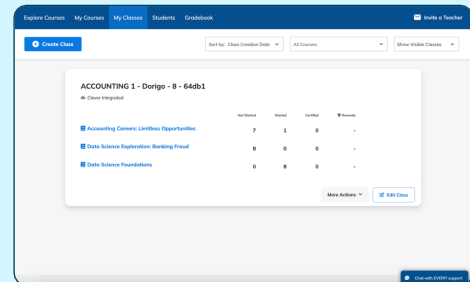 Explore Courses My Courses My Classes Students Gradebook Invite a Teacher
Create Class Sort by: Class Creation Date All Courses Show Visible Classes
ACCOUNTING 1 - Dorigo - 8 - 64db1
Clever Integrated
Not Started Started Certified Rewards
Accounting Careers: Limitless Opportunities 7 1 0 -
Data Science Exploration: Banking Fraud 8 0 0 -
Data Science Foundations 0 8 0 -
More Actions Edit Class
Chat with EVERFI support